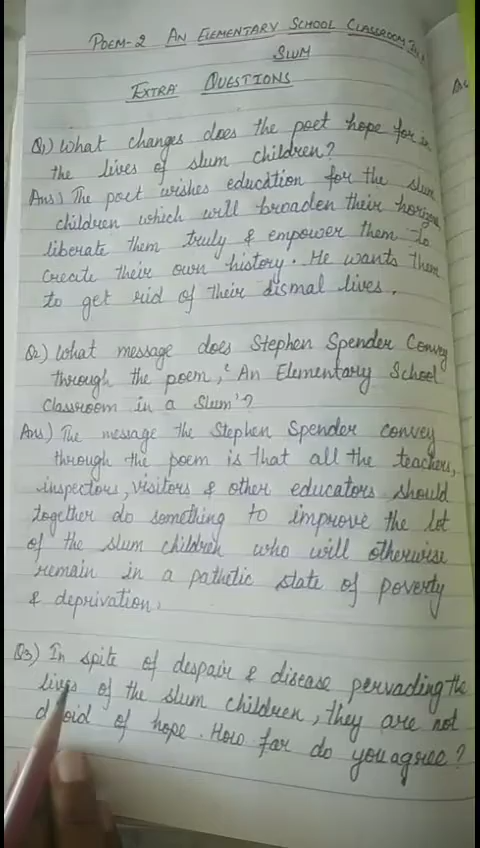 POEM-2 AN ELEMENTARY SCHOOL CLASSROOM IN A
SLUM
EXTRA QUESTIONS
Q1) What changes does the poet hope for in
the lives of slum children?
Ans) The poet wishes education for the slum
children which will broaden their horizon,
liberate them truly & empower them to
create their own history. He wants them
to get rid of their dismal lives.
Q2) What message does Stephen Spender Convey
through the poem, 'An Elementary School
Classroom in a Slum'?
Ans) The message the Stephen Spender convey
through the poem is that all the teachers,
inspectors, visitors & other educators should
together do something to improve the lot
of the slum children who will otherwise
remain in a pathetic state of poverty
& deprivation.
Q3) In spite of despair & disease pervading the
lives of the slum children, they are not
devoid of hope. How far do you agree?
Ans